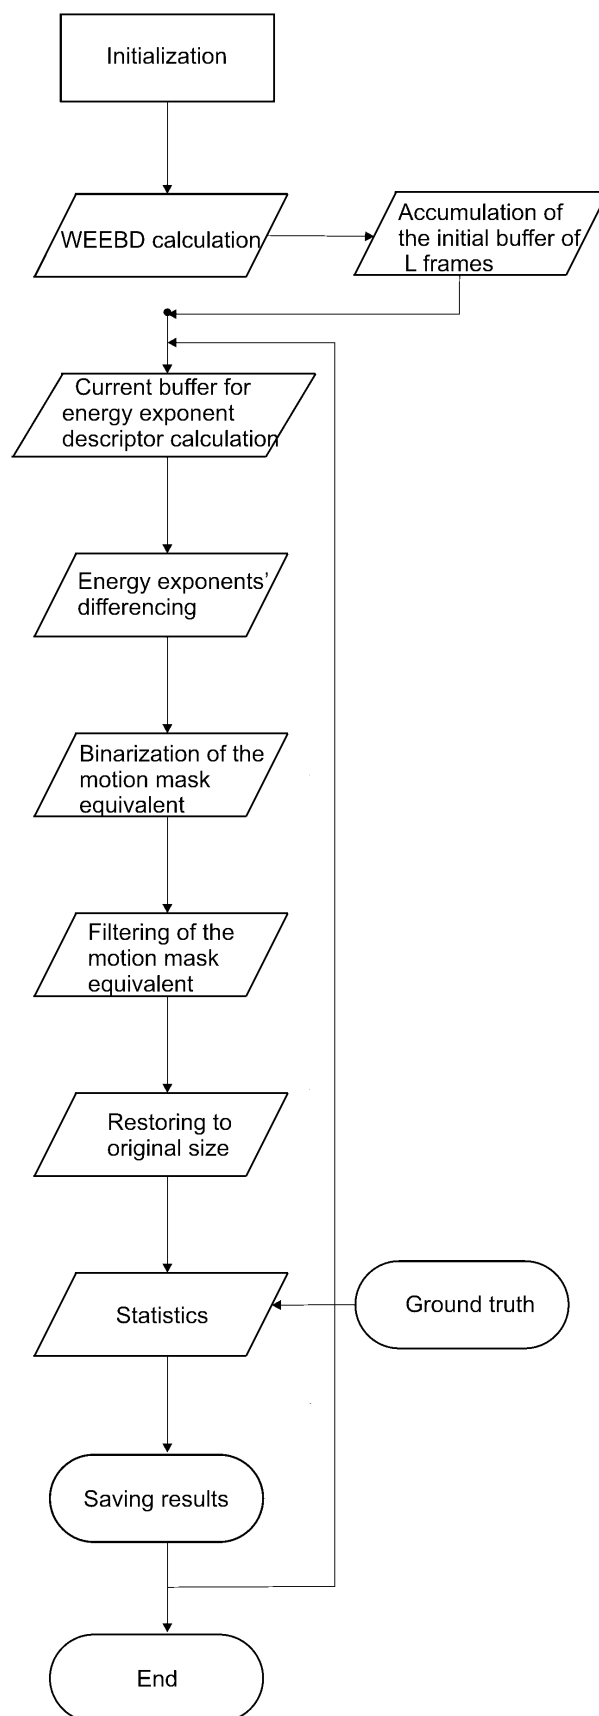 Initialization
WEEBD calculation
Accumulation of
the initial buffer of
L frames
Current buffer for
energy exponent
descriptor calculation
Energy exponents’
differencing
Binarization of the
motion mask
equivalent
Filtering of the
motion mask
equivalent
Restoring to
original size
Statistics
Ground truth
Saving results
End